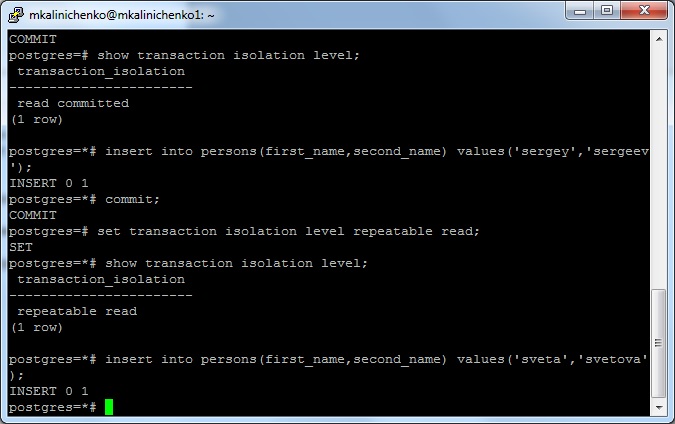 mkalinichenko@mkalinichenko1: ~
COMMIT
postgres=# show transaction isolation level;
 transaction_isolation
-----------------------
 read committed
(1 row)

postgres=*# insert into persons(first_name,second_name) values('sergey','sergeev
');
INSERT 0 1
postgres=*# commit;
COMMIT
postgres=# set transaction isolation level repeatable read;
SET
postgres=*# show transaction isolation level;
 transaction_isolation
-----------------------
 repeatable read
(1 row)

postgres=*# insert into persons(first_name,second_name) values('sveta','svetova'
);
INSERT 0 1
postgres=*#